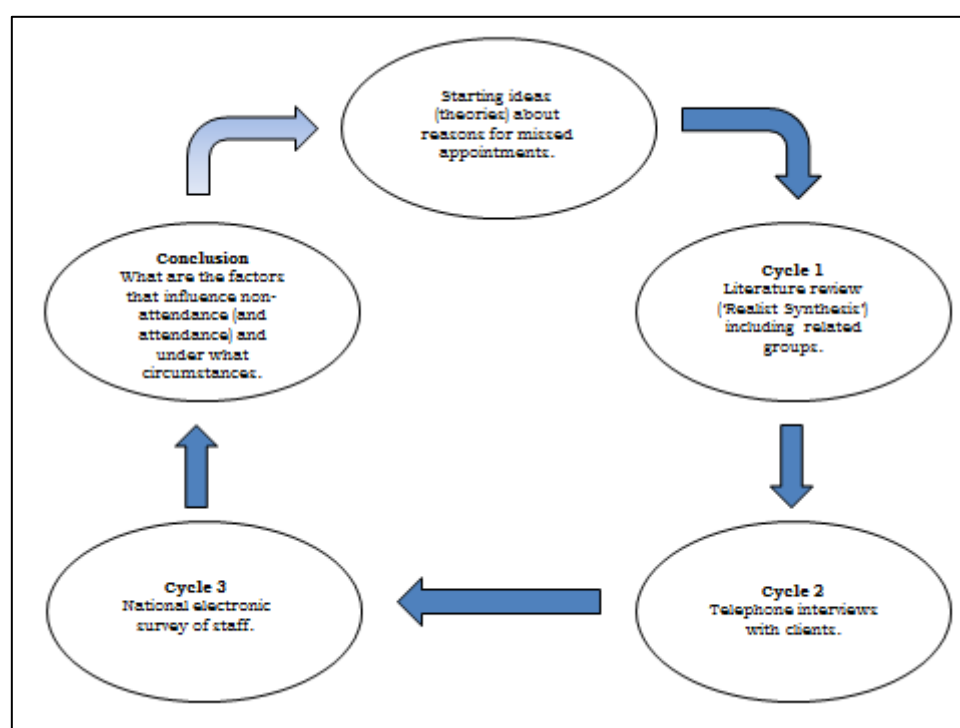 Starting ideas
(theories) about
reasons for missed
appointments.
Cycle 1
Literature review
('Realist Synthesis')
including related
groups.
Cycle 2
Telephone interviews
with clients.
Cycle 3
National electronic
survey of staff.
Conclusion
What are the factors
that influence non-
attendance (and
attendance) and
under what
circumstances.